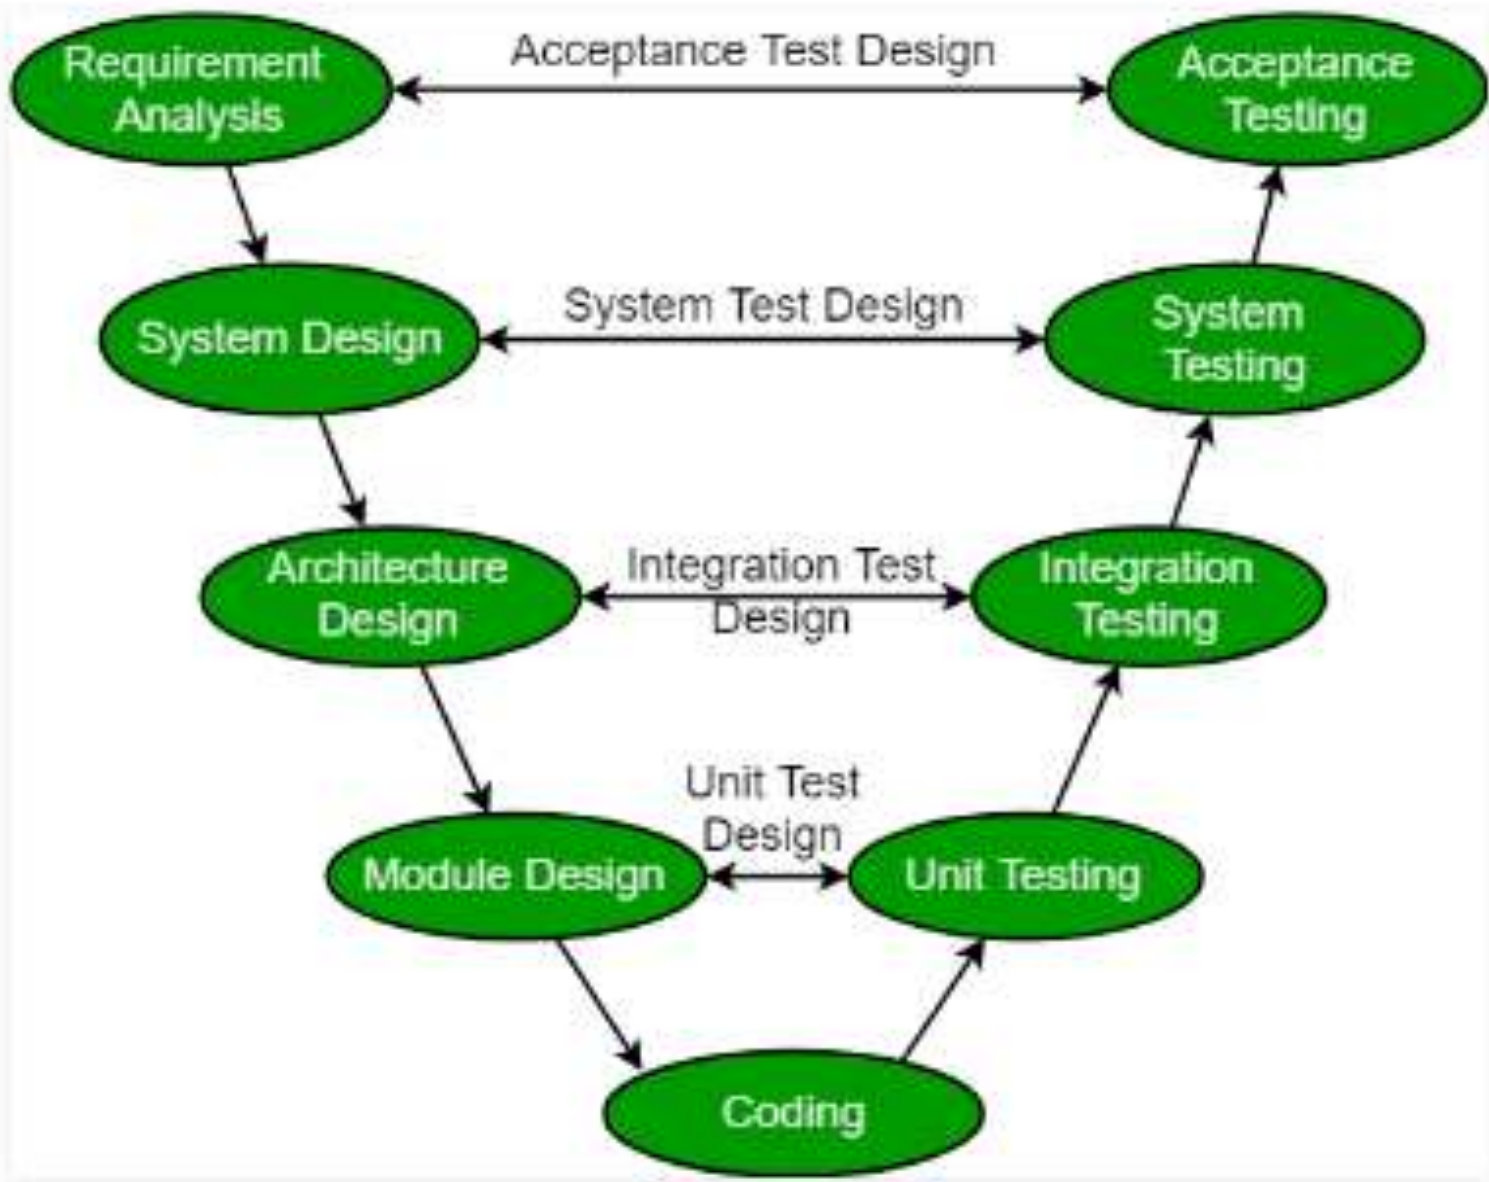 Requirement
Analysis
Acceptance Test Design
Acceptance
Testing
System Design
System Test Design
System
Testing
Architecture
Design
Integration Test
Design
Integration
Testing
Module Design
Unit Test
Design
Unit Testing
Coding